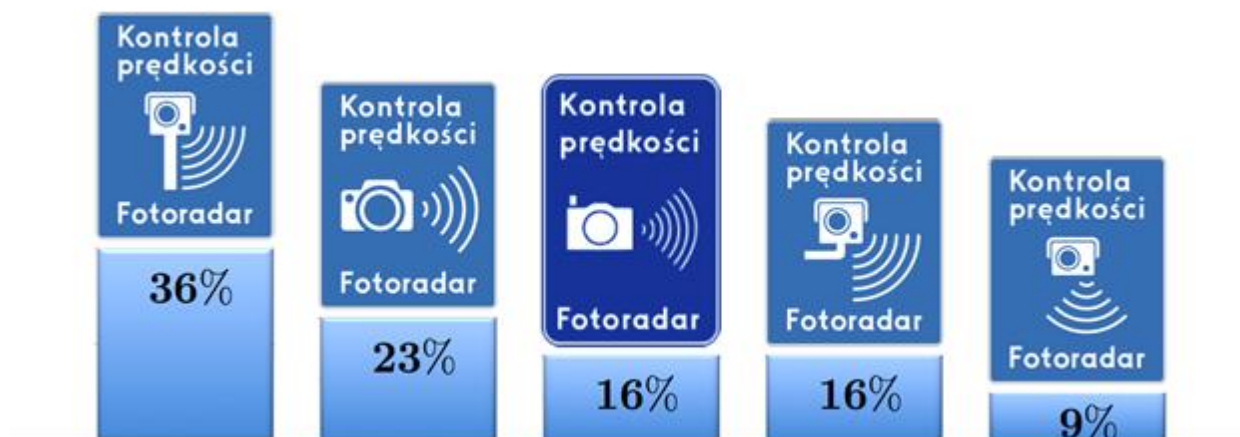 Kontrola
prędkości
Fotoradar
36%
Kontrola
prędkości
Fotoradar
23%
Kontrola
prędkości
Fotoradar
16%
Kontrola
prędkości
Fotoradar
16%
Kontrola
prędkości
Fotoradar
9%